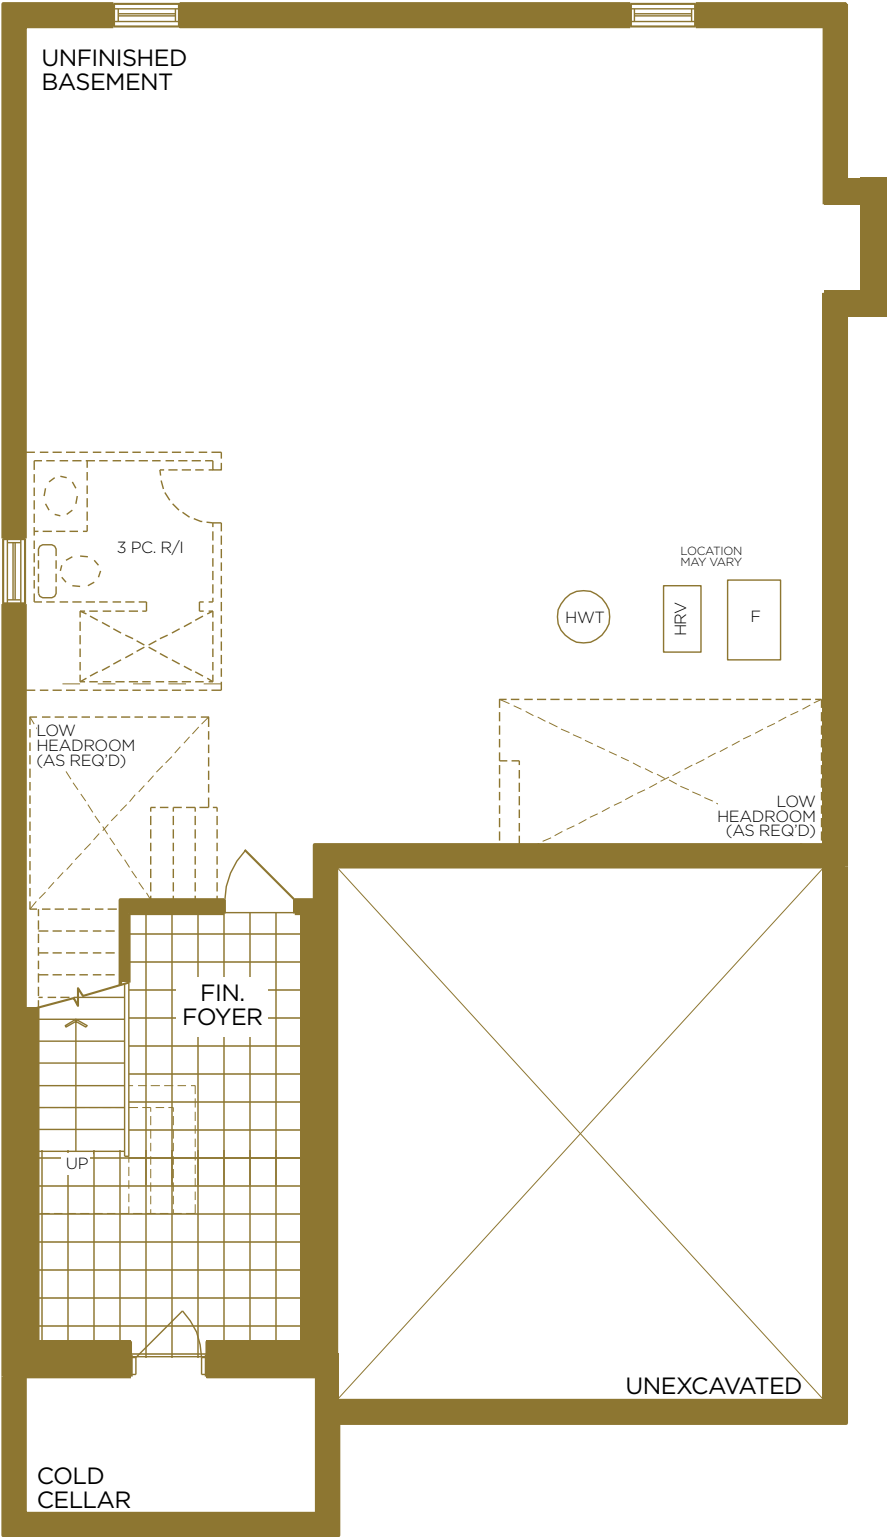 UNFINISHED
BASEMENT
3 PC. R/I
LOCATION
MAY VARY
HWT
HRV
F
LOW
HEADROOM
(AS REQ'D)
LOW
HEADROOM
(AS REQ'D)
FIN.
FOYER
UP
UNEXCAVATED
COLD
CELLAR